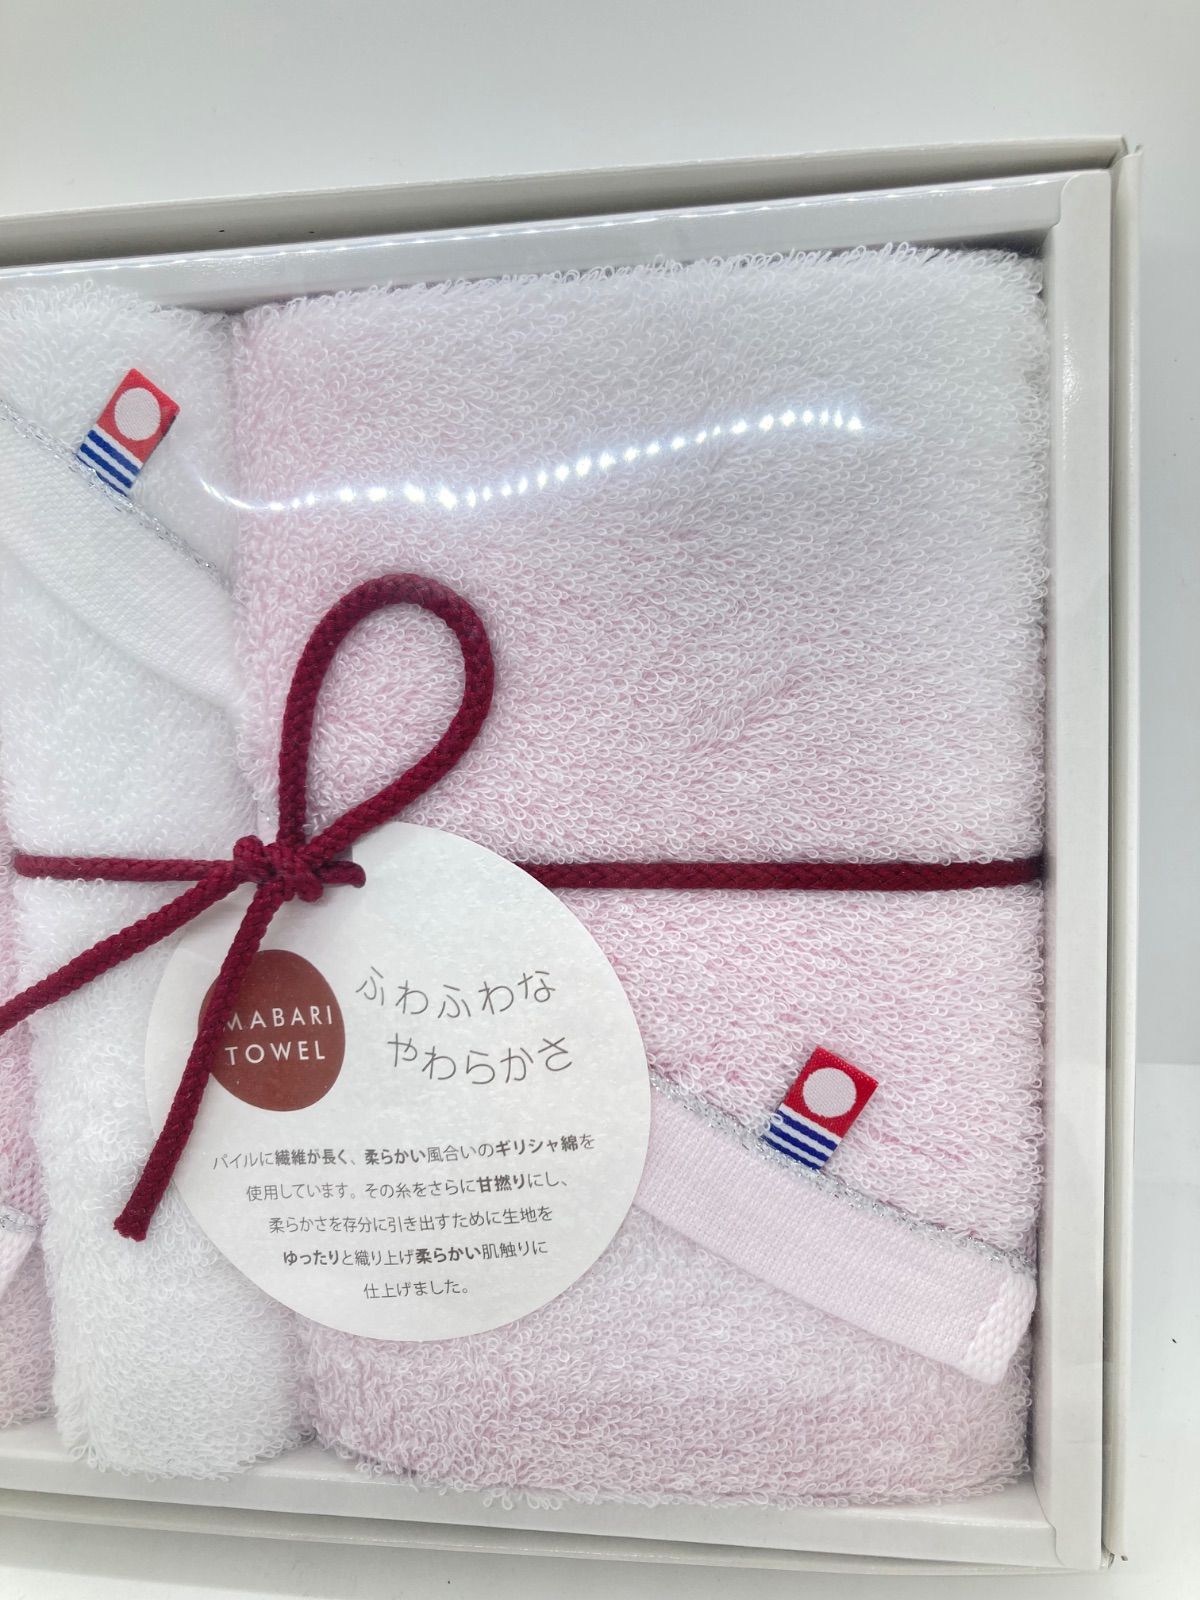 MABARI
TOWEL
ふわふわな
やわらかさ
パイルに繊維が長く、柔らかい風合いのギリシャ綿を
使用しています。その糸をさらに甘撚りにし、
柔らかさを存分に引き出すために生地を
ゆったりと織り上げ柔らかい肌触りに
仕上げました。